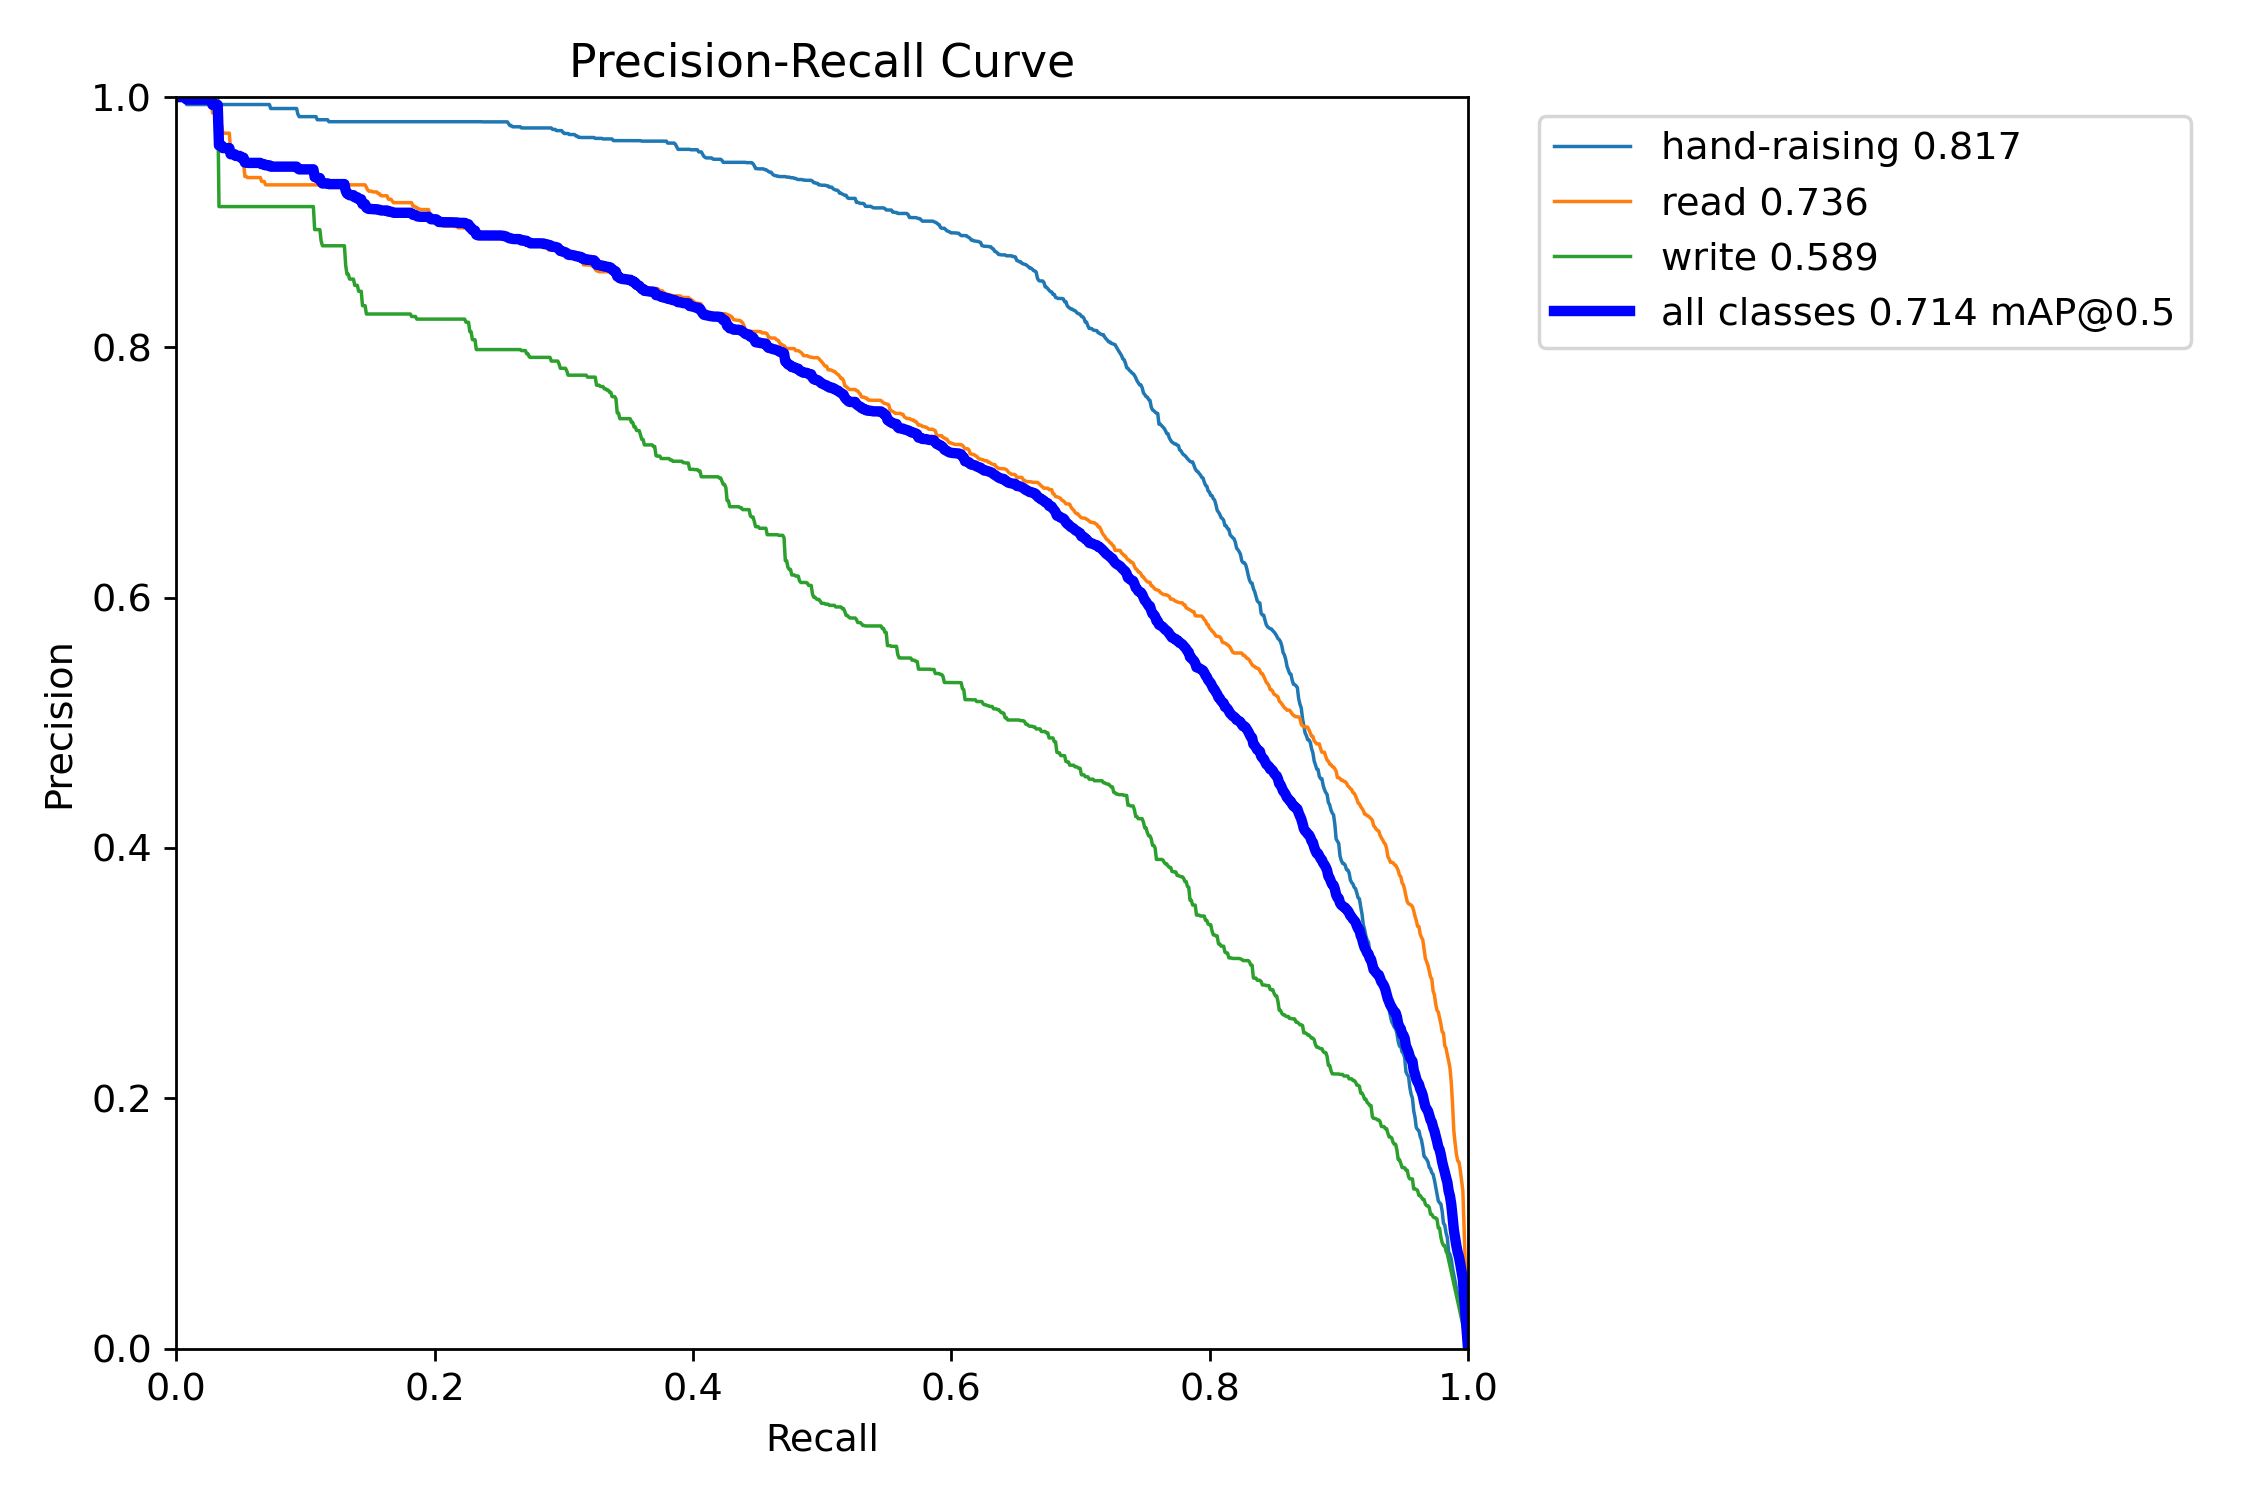 Precision-Recall Curve
1.0
0.8
0.6
0.4
0.2
0.0
Precision
0.0 0.2 0.4 0.6 0.8 1.0
Recall
hand-raising 0.817
read 0.736
write 0.589
all classes 0.714 mAP@0.5